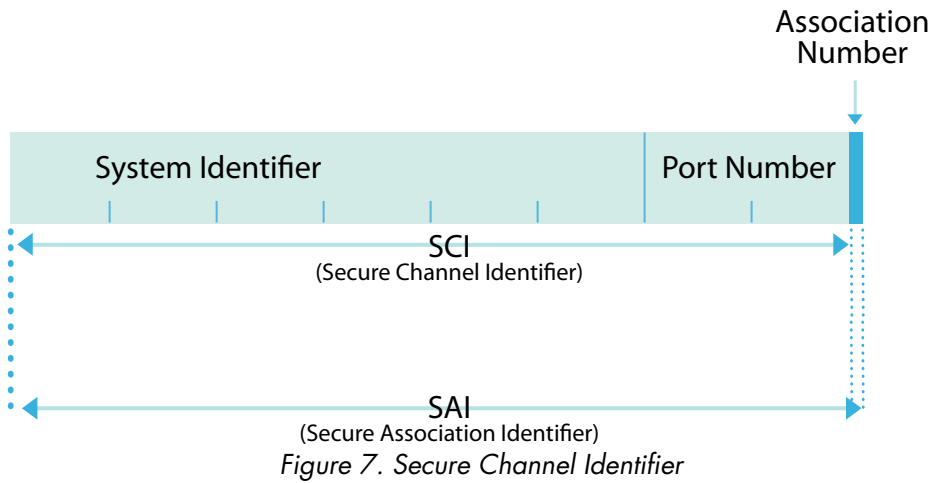 Association
Number
System Identifier
Port Number
SCI
(Secure Channel Identifier)
SAI
(Secure Association Identifier)
Figure 7. Secure Channel Identifier